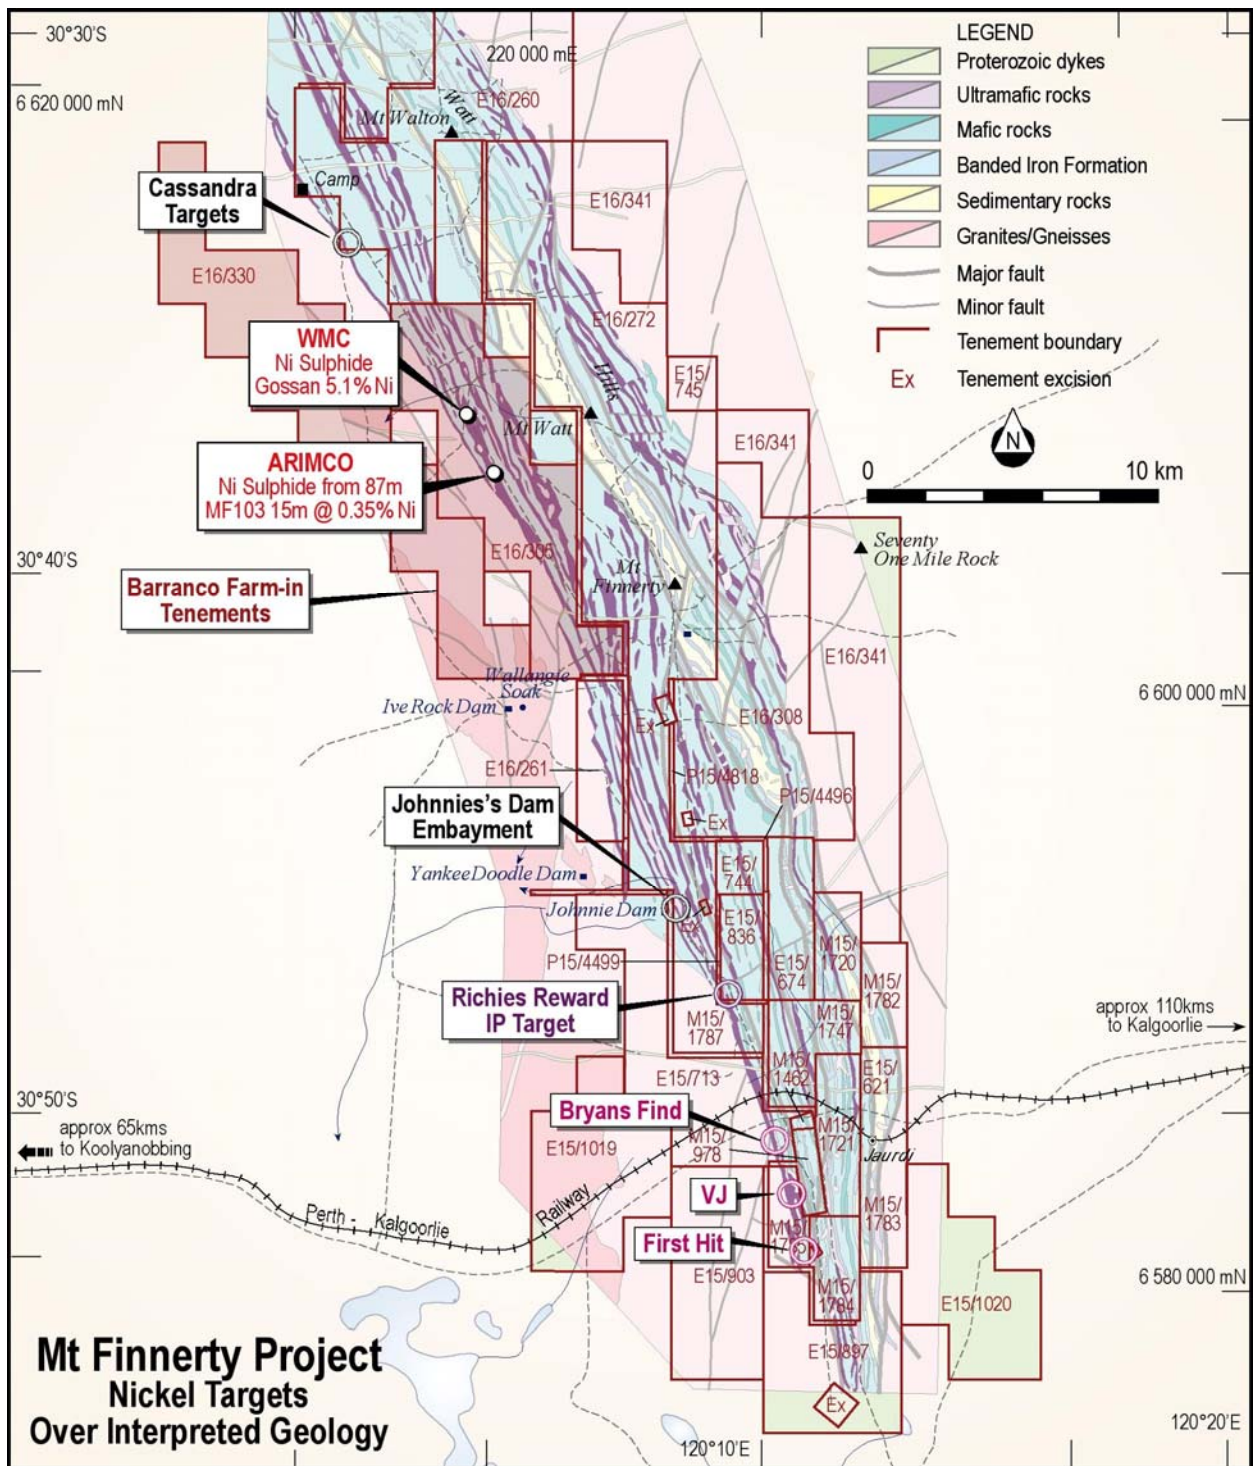 30°30'S
220 000 mE
6 620 000 mN
LEGEND
Proterozoic dykes
Ultramafic rocks
Mafic rocks
Banded Iron Formation
Sedimentary rocks
Granites/Gneisses
Major fault
Minor fault
Tenement boundary
Ex
Tenement excision
N
0
10 km
E16/260
Watt
Mt Walton
Camp
Cassandra
Targets
E16/341
E16/330
E16/272
WMC
Ni Sulphide
Gossan 5.1% Ni
E15/
745
Hills
Mt Watt
E16/341
ARIMCO
Ni Sulphide from 87m
MF103 15m @ 0.35% Ni
Seventy
One Mile Rock
30°40'S
E16/305
Mt
Finnerty
Barranco Farm-in
Tenements
E16/341
Wallangie
Soak
Ive Rock Dam
6 600 000 mN
Ex
E16/308
E16/261
P15/4818
P15/4496
Johnnies's Dam
Embayment
Ex
E15/
744
Yankee Doodle Dam
Johnnie Dam
Ex
E15/
836
P15/4499
E15/
674
M15/
1720
M15/
1782
Richies Reward
IP Target
M15/
1787
M15/
1747
approx 110kms
to Kalgoorlie
M15/
1462
E15/713
E15/
621
30°50'S
Bryans Find
approx 65kms
to Koolyanobbing
E15/1019
M15/
978
M15/
1721
Jaurdi
VJ
Perth - Kalgoorlie
Railway
M15/
1783
First Hit
M15/
E15/903
M15/
1784
6 580 000 mN
E15/1020
E15/897
Mt Finnerty Project
Nickel Targets
Over Interpreted Geology
Ex
120°10'E
120°20'E